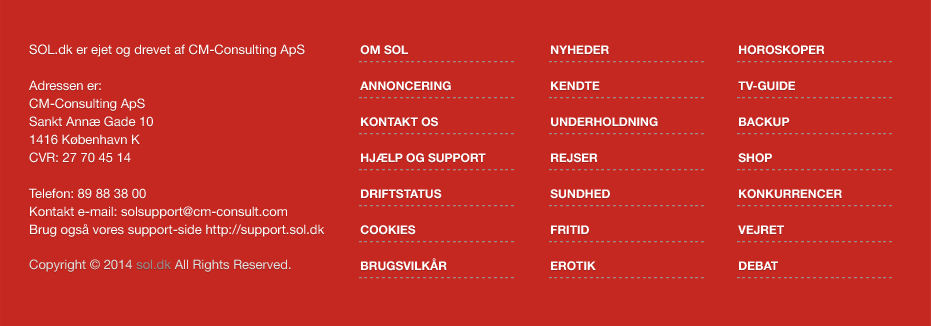 SOL.dk er ejet og drevet af CM-Consulting ApS
Adressen er:
CM-Consulting ApS
Sankt Annæ Gade 10
1416 København K
CVR: 27 70 45 14
Telefon: 89 88 38 00
Kontakt e-mail: solsupport@cm-consult.com
Brug også vores support-side http://support.sol.dk
Copyright © 2014 sol.dk All Rights Reserved.
OM SOL
ANNONCERING
KONTAKT OS
HJÆLP OG SUPPORT
DRIFTSTATUS
COOKIES
BRUGSVILKÅR
NYHEDER
KENDTE
UNDERHOLDNING
REJSER
SUNDHED
FRITID
EROTIK
HOROSKOPER
TV-GUIDE
BACKUP
SHOP
KONKURRENCER
VEJRET
DEBAT